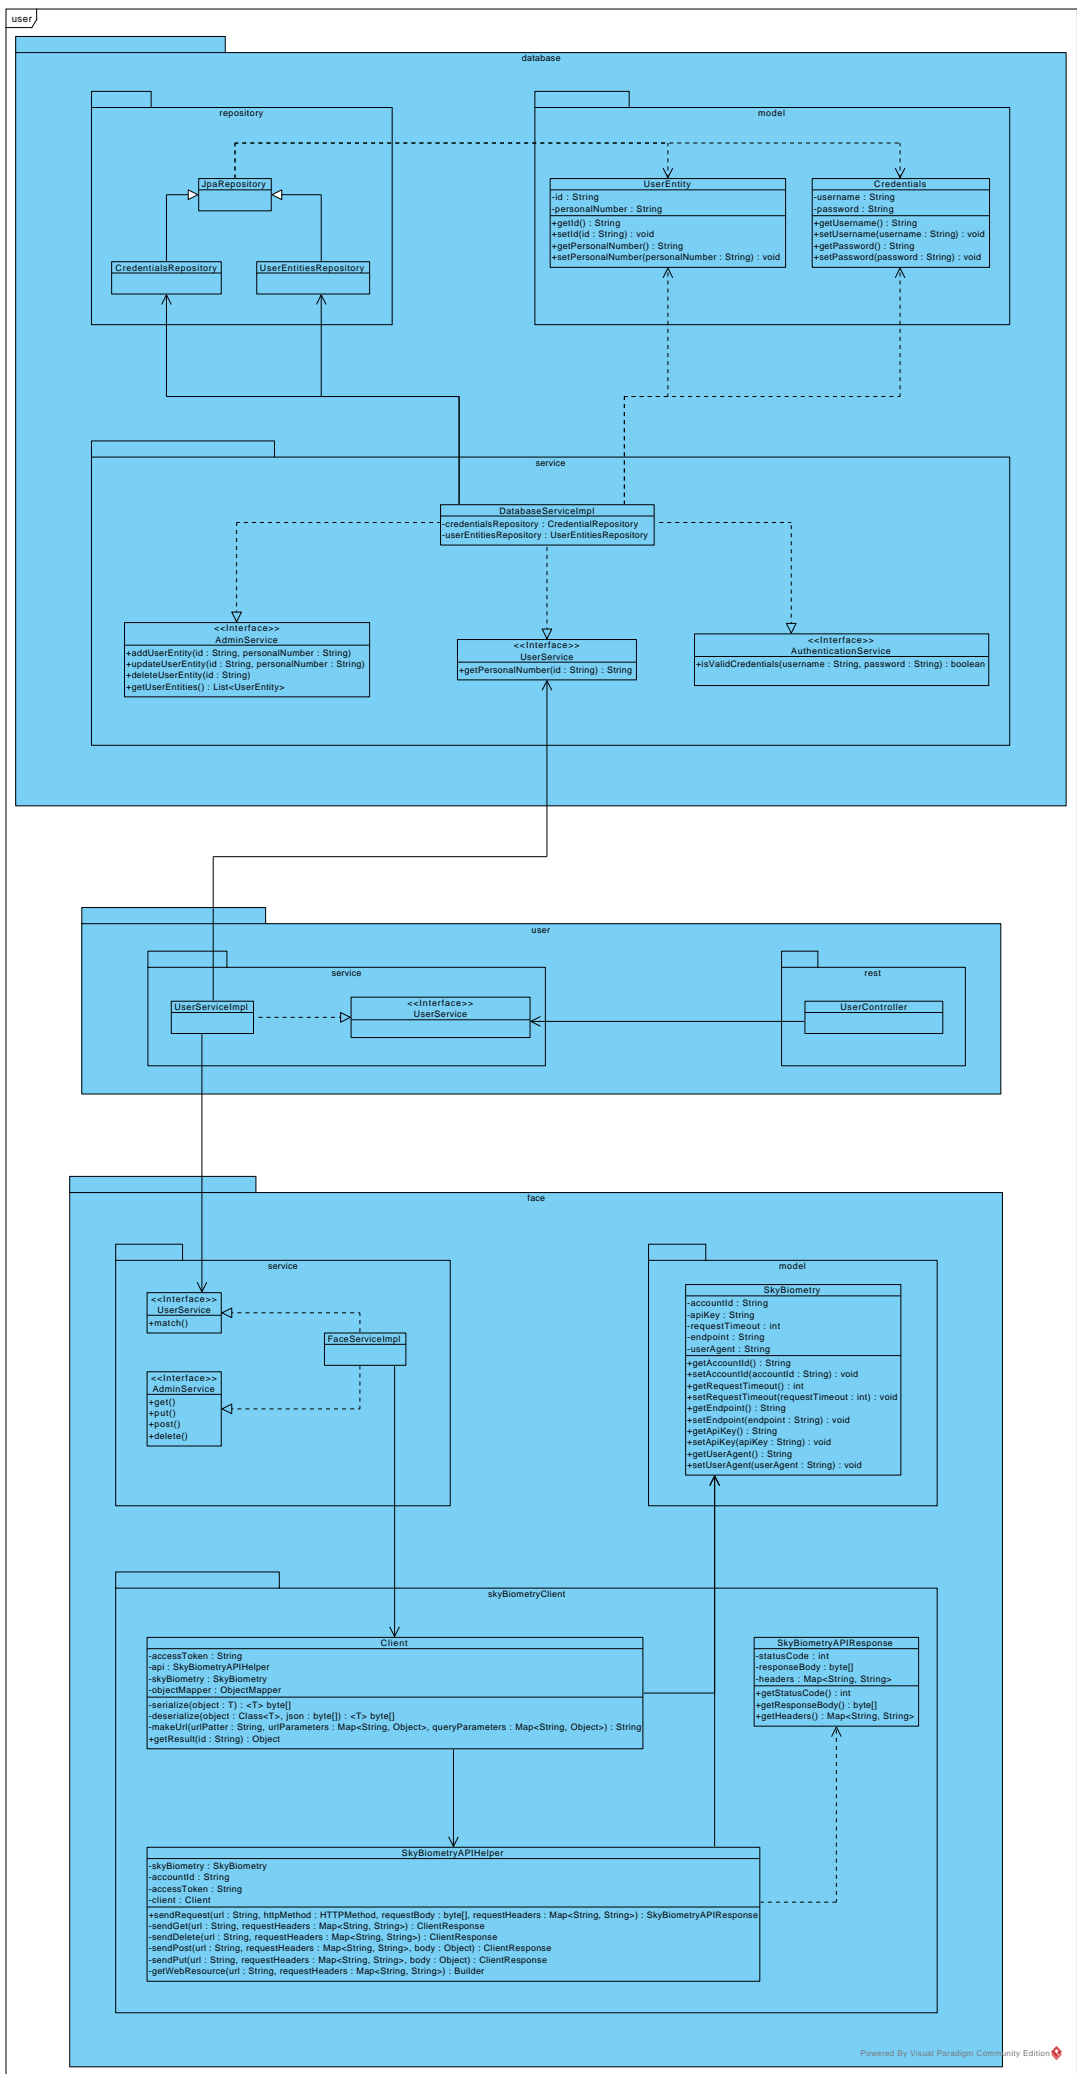 user
database
repository
model
JpaRepository
CredentialsRepository
UserEntitiesRepository
UserEntity
-id : String
-personalNumber : String
+getId() : String
+setId(id : String) : void
+getPersonalNumber() : String
+setPersonalNumber(personalNumber : String) : void
Credentials
-username : String
-password : String
+getUsername() : String
+setUsername(username : String) : void
+getPassword() : String
+setPassword(password : String) : void
service
DatabaseServiceImpl
-credentialsRepository : CredentialRepository
-userEntitiesRepository : UserEntitiesRepository
<<Interface>>
AdminService
+addUserEntity(id : String, personalNumber : String)
+updateUserEntity(id : String, personalNumber : String)
+deleteUserEntity(id : String)
+getUserEntities() : List<UserEntity>
<<Interface>>
UserService
+getPersonalNumber(id : String) : String
<<Interface>>
AuthenticationService
+isValidCredentials(username : String, password : String) : boolean
user
service
UserServiceImpl
<<Interface>>
UserService
rest
UserController
face
service
<<Interface>>
UserService
+match()
FaceServiceImpl
<<Interface>>
AdminService
+get()
+put()
+post()
+delete()
model
SkyBiometry
-accountId : String
-apiKey : String
-requestTimeout : int
-endpoint : String
-userAgent : String
+getAccountId() : String
+setAccountId(accountId : String) : void
+getRequestTimeout() : int
+setRequestTimeout(requestTimeout : int) : void
+getEndpoint() : String
+setEndpoint(endpoint : String) : void
+getApiKey() : String
+setApiKey(apiKey : String) : void
+getUserAgent() : String
+setUserAgent(userAgent : String) : void
skyBiometryClient
Client
-accessToken : String
-api : SkyBiometryAPIHelper
-skyBiometry : SkyBiometry
-objectMapper : ObjectMapper
-serialize(object : T) : <T> byte[]
-deserialize(object : Class<T>, json : byte[]) : <T> byte[]
-makeUrl(urlPatter : String, urlParameters : Map<String, Object>, queryParameters : Map<String, Object>) : String
+getResult(id : String) : Object
SkyBiometryAPIResponse
-statusCode : int
-responseBody : byte[]
-headers : Map<String, String>
+getStatusCode() : int
+getResponseBody() : byte[]
+getHeaders() : Map<String, String>
SkyBiometryAPIHelper
-skyBiometry : SkyBiometry
-accountId : String
-accessToken : String
-client : Client
+sendRequest(url : String, httpMethod : HTTPMethod, requestBody : byte[], requestHeaders : Map<String, String>) : SkyBiometryAPIResponse
-sendGet(url : String, requestHeaders : Map<String, String>) : ClientResponse
-sendDelete(url : String, requestHeaders : Map<String, String>) : ClientResponse
-sendPost(url : String, requestHeaders : Map<String, String>, body : Object) : ClientResponse
-sendPut(url : String, requestHeaders : Map<String, String>, body : Object) : ClientResponse
-getWebResource(url : String, requestHeaders : Map<String, String>) : Builder
Powered By Visual Paradigm Community Edition